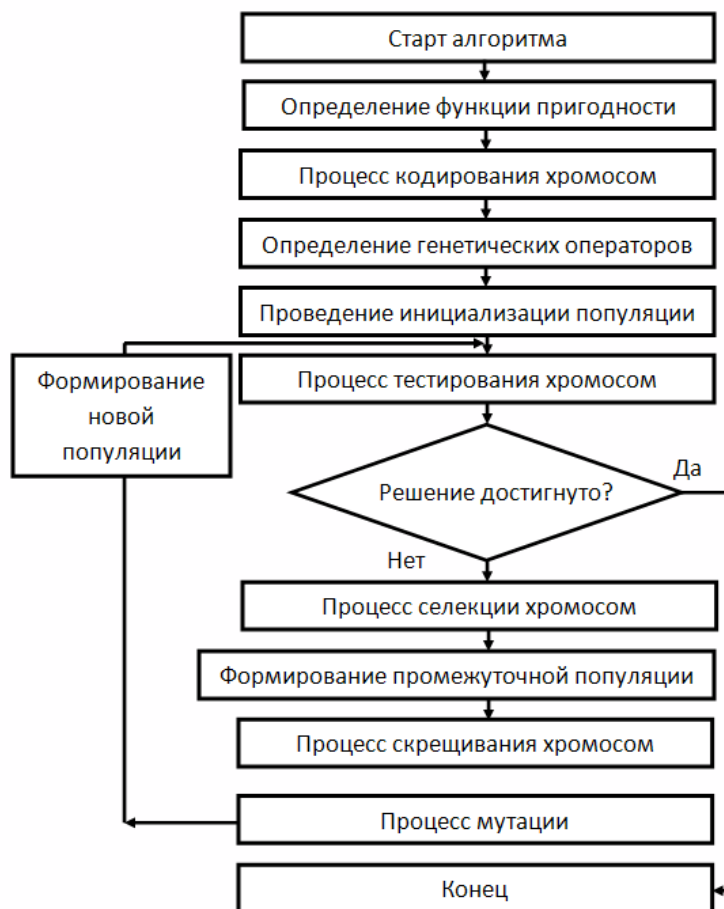 Старт алгоритма
Определение функции пригодности
Процесс кодирования хромосом
Определение генетических операторов
Проведение инициализации популяции
Формирование
новой
популяции
Процесс тестирования хромосом
Решение достигнуто?
Да
Нет
Процесс селекции хромосом
Формирование промежуточной популяции
Процесс скрещивания хромосом
Процесс мутации
Конец